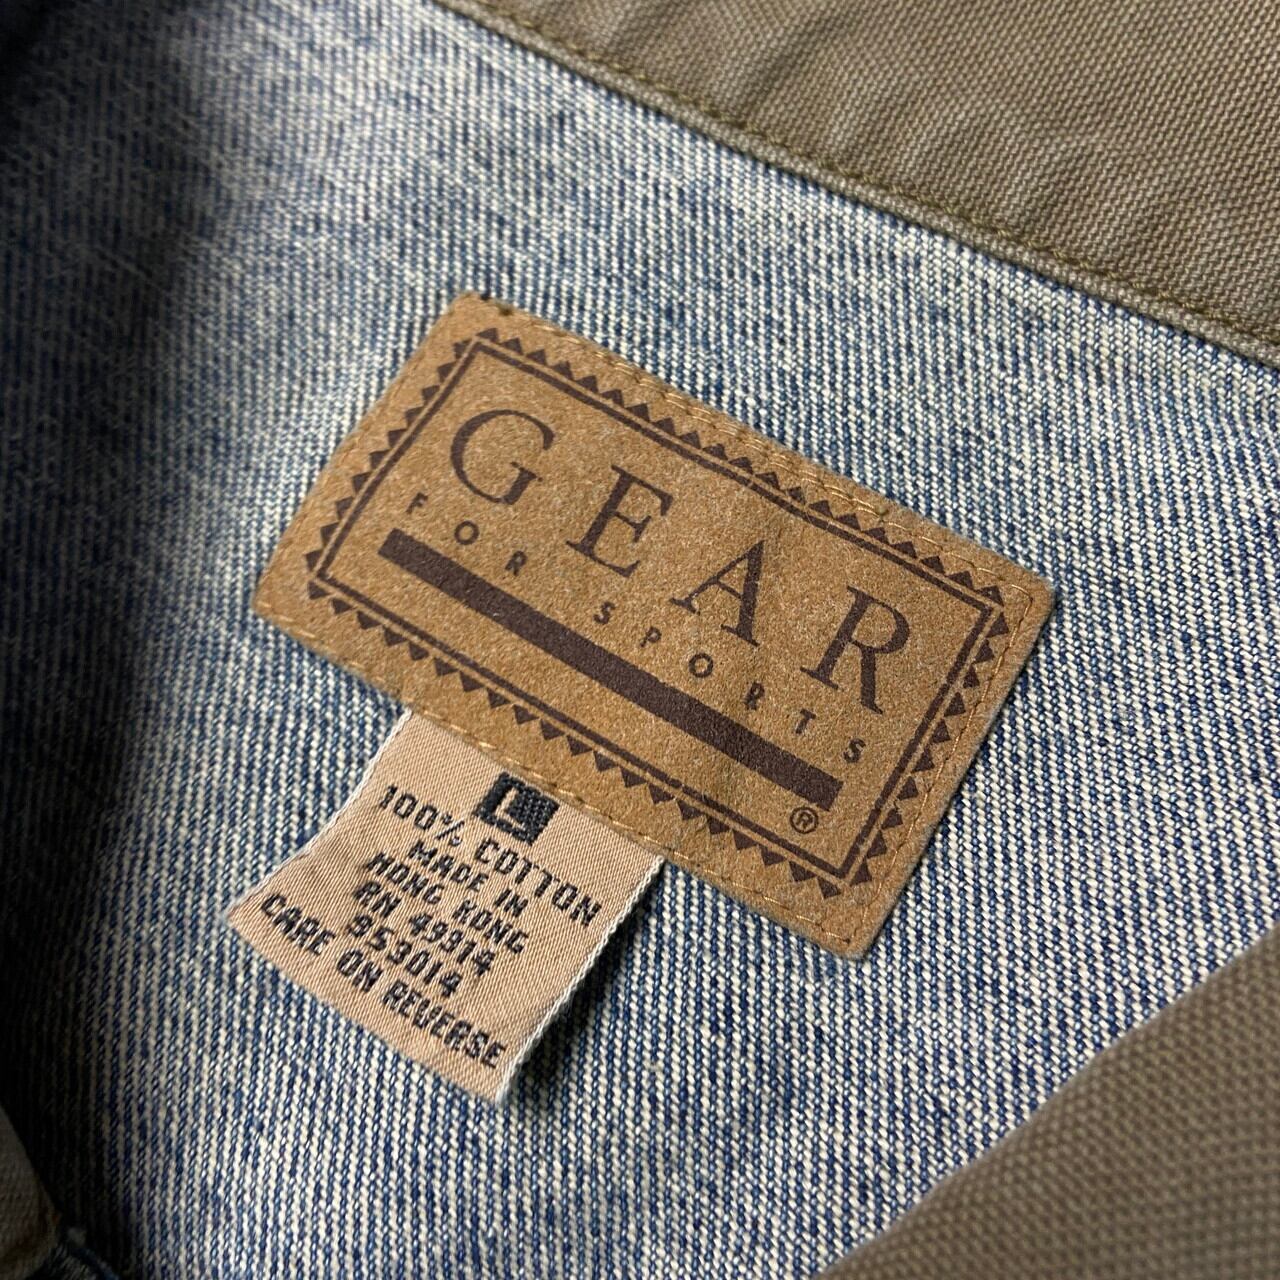 GEAR
FOR SPORTS
®
L
100% COTTON
MADE IN
HONG KONG
RN 49914
953014
CARE ON REVERSE